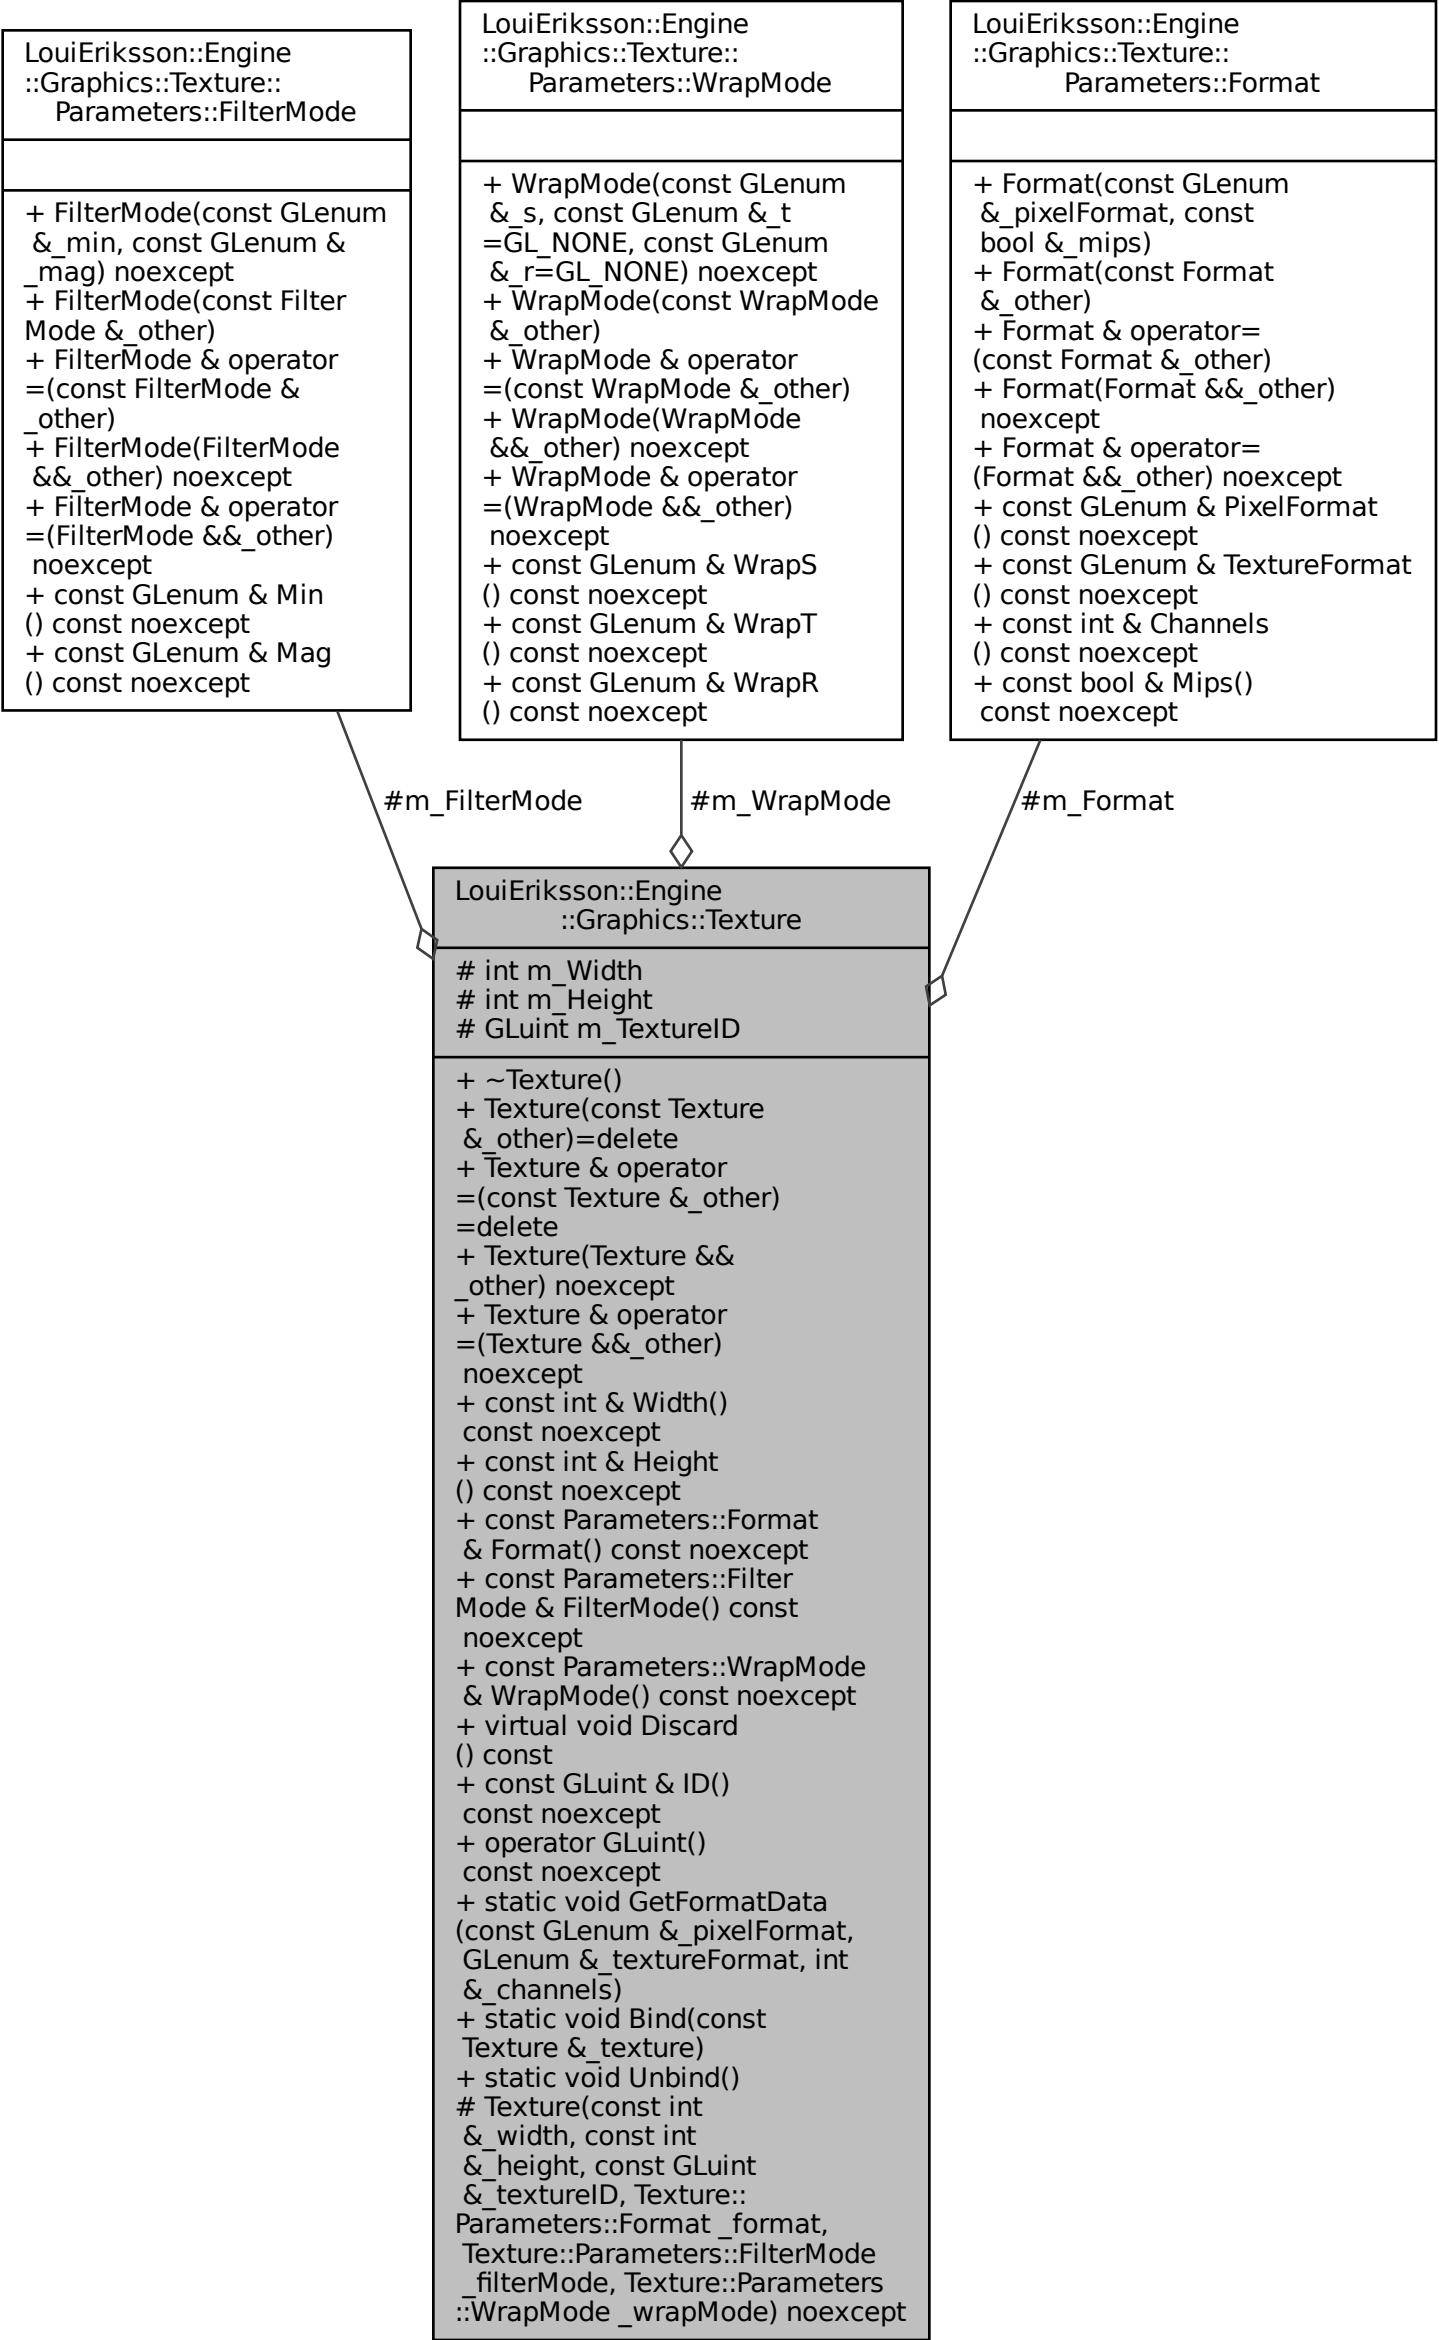 LouiEriksson::Engine
::Graphics::Texture::
Parameters::FilterMode
+ FilterMode(const GLenum
&_min, const GLenum &
_mag) noexcept
+ FilterMode(const Filter
Mode &_other)
+ FilterMode & operator
=(const FilterMode &
_other)
+ FilterMode(FilterMode
&&_other) noexcept
+ FilterMode & operator
=(FilterMode &&_other)
noexcept
+ const GLenum & Min
() const noexcept
+ const GLenum & Mag
() const noexcept
LouiEriksson::Engine
::Graphics::Texture::
Parameters::WrapMode
+ WrapMode(const GLenum
&_s, const GLenum &_t
=GL_NONE, const GLenum
&_r=GL_NONE) noexcept
+ WrapMode(const WrapMode
&_other)
+ WrapMode & operator
=(const WrapMode &_other)
+ WrapMode(WrapMode
&&_other) noexcept
+ WrapMode & operator
=(WrapMode &&_other)
noexcept
+ const GLenum & WrapS
() const noexcept
+ const GLenum & WrapT
() const noexcept
+ const GLenum & WrapR
() const noexcept
LouiEriksson::Engine
::Graphics::Texture::
Parameters::Format
+ Format(const GLenum
&_pixelFormat, const
bool &_mips)
+ Format(const Format
&_other)
+ Format & operator=
(const Format &_other)
+ Format(Format &&_other)
noexcept
+ Format & operator=
(Format &&_other) noexcept
+ const GLenum & PixelFormat
() const noexcept
+ const GLenum & TextureFormat
() const noexcept
+ const int & Channels
() const noexcept
+ const bool & Mips()
const noexcept
#m_FilterMode
#m_WrapMode
#m_Format
LouiEriksson::Engine
::Graphics::Texture
# int m_Width
# int m_Height
# GLuint m_TextureID
+ ~Texture()
+ Texture(const Texture
&_other)=delete
+ Texture & operator
=(const Texture &_other)
=delete
+ Texture(Texture &&
_other) noexcept
+ Texture & operator
=(Texture &&_other)
noexcept
+ const int & Width()
const noexcept
+ const int & Height
() const noexcept
+ const Parameters::Format
& Format() const noexcept
+ const Parameters::Filter
Mode & FilterMode() const
noexcept
+ const Parameters::WrapMode
& WrapMode() const noexcept
+ virtual void Discard
() const
+ const GLuint & ID()
const noexcept
+ operator GLuint()
const noexcept
+ static void GetFormatData
(const GLenum &_pixelFormat,
GLenum &_textureFormat, int
&_channels)
+ static void Bind(const
Texture &_texture)
+ static void Unbind()
# Texture(const int
&_width, const int
&_height, const GLuint
&_textureID, Texture::
Parameters::Format _format,
Texture::Parameters::FilterMode
_filterMode, Texture::Parameters
::WrapMode _wrapMode) noexcept